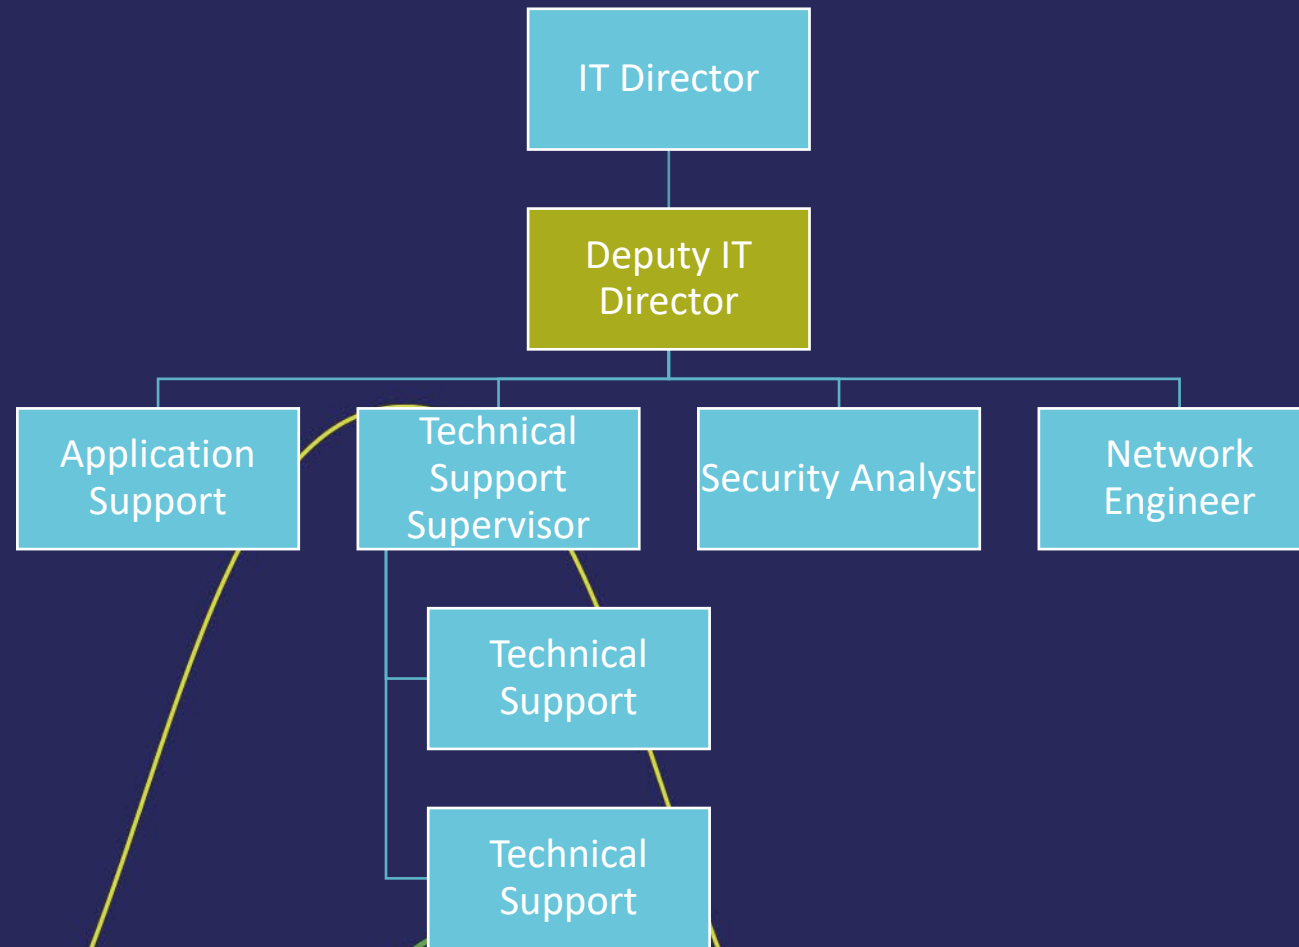 IT Director
Deputy IT
Director
Application
Support
Technical
Support
Supervisor
Security Analyst
Network
Engineer
Technical
Support
Technical
Support